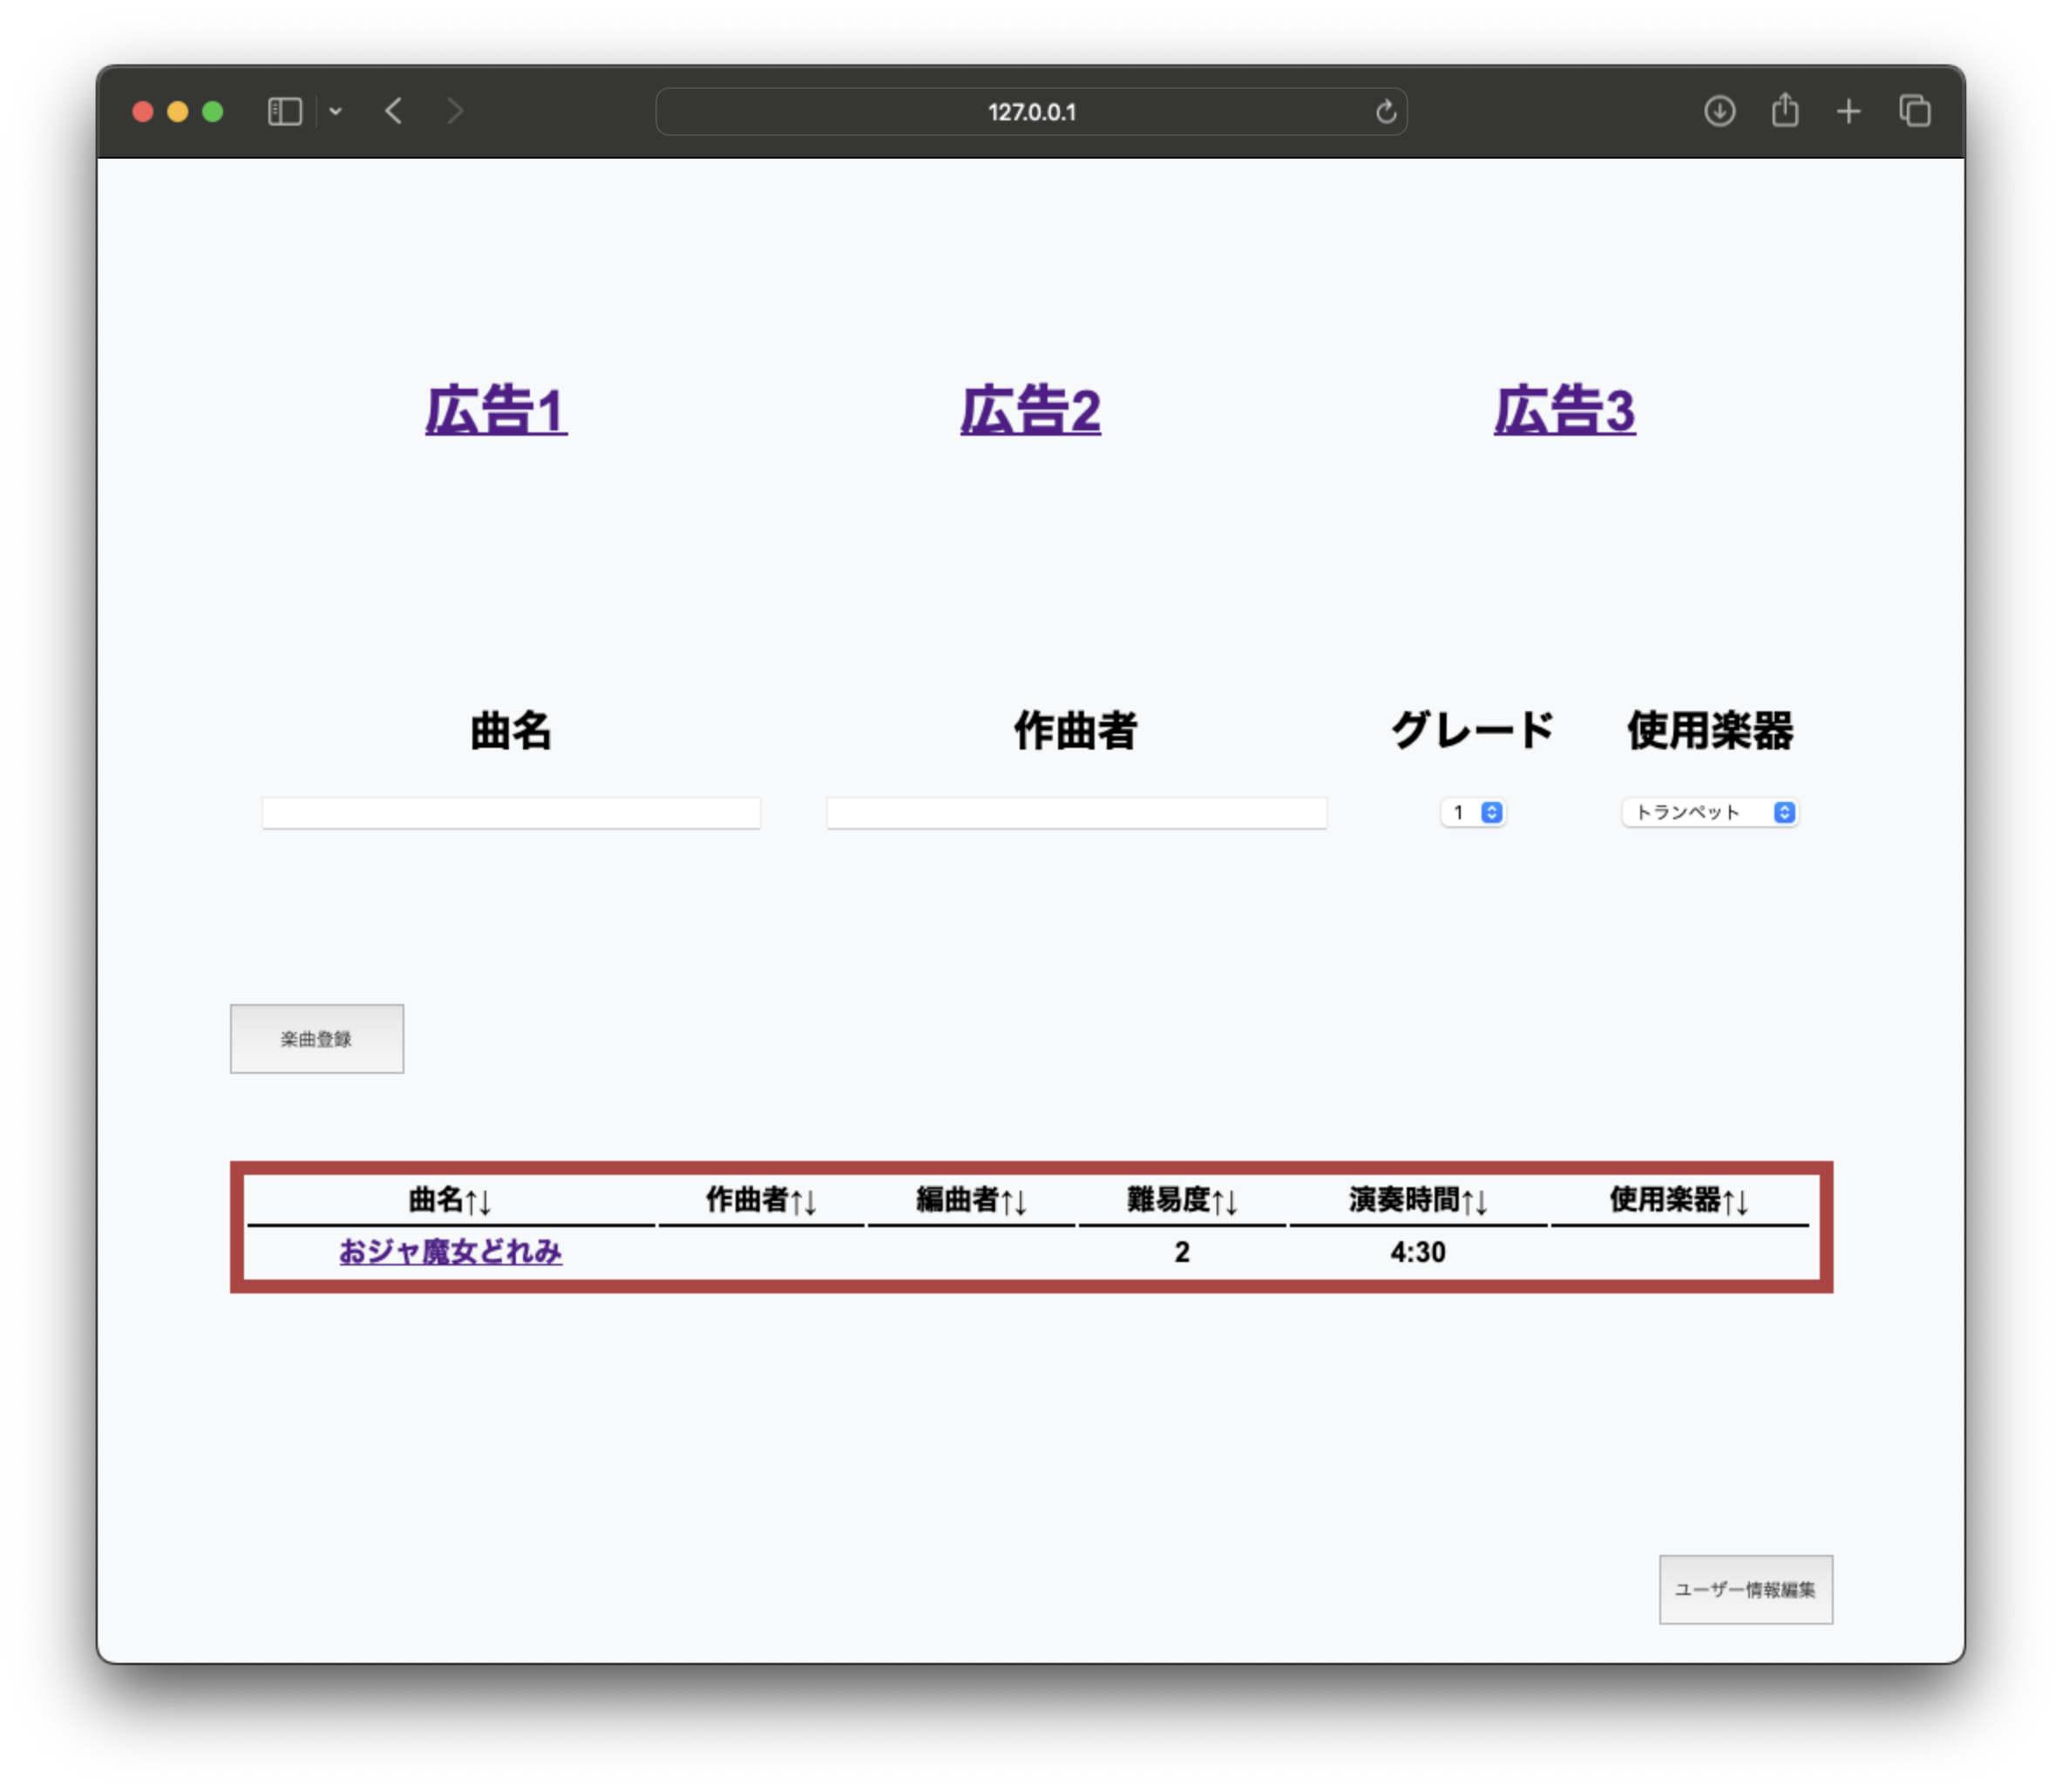 127.0.0.1
広告1 広告2 広告3
曲名 作曲者 グレード 使用楽器
1 トランペット
楽曲登録
曲名↑↓ 作曲者↑↓ 編曲者↑↓ 難易度↑↓ 演奏時間↑↓ 使用楽器↑↓
おジャ魔女どれみ 2 4:30
ユーザー情報編集